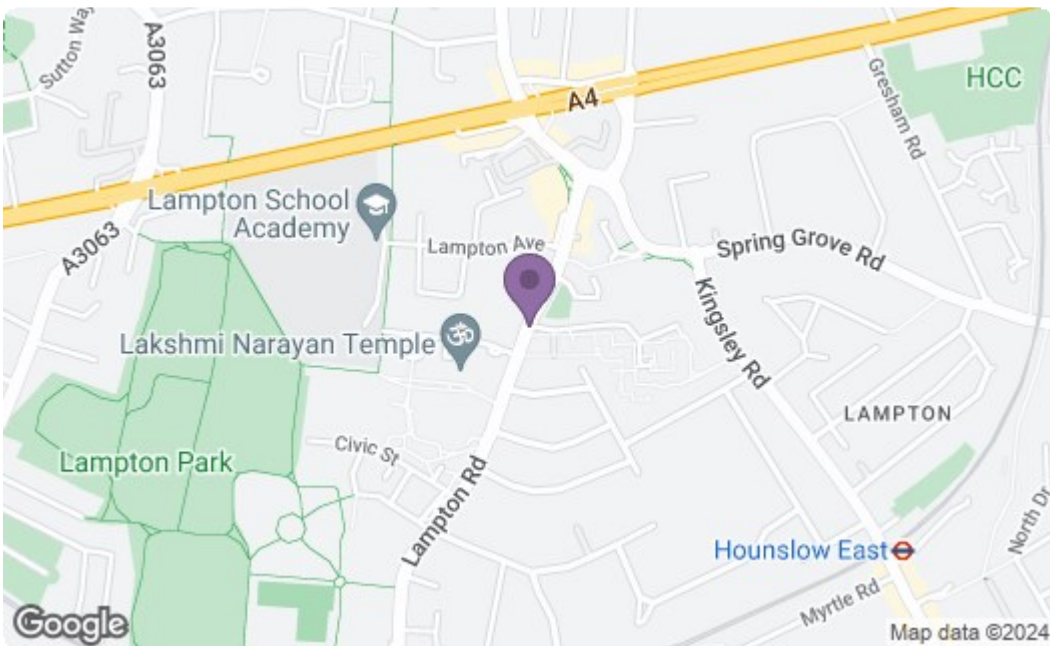 Sutton Way
A3063
A4
Gresham Rd
HCC
Lampton School
Academy
Lampton Ave
A3063
Spring Grove Rd
Kingsley Rd
Lakshmi Narayan Temple
LAMPTON
Civic St
Lampton Park
Lampton Rd
North Dr
Hounslow East
Myrtle Rd
Google
Map data ©2024